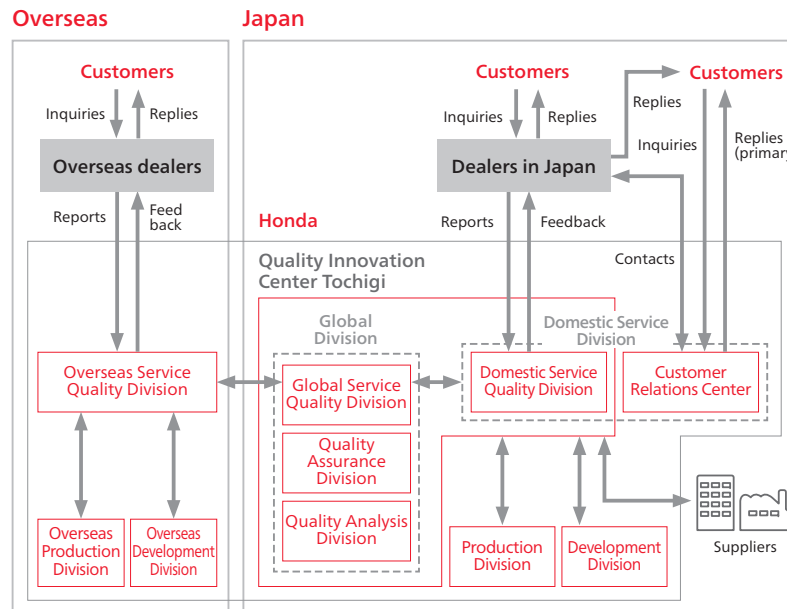 Overseas
Japan
Customers
Customers
Customers
Inquiries
Replies
Inquiries
Replies
Replies
Inquiries
Replies
(primary
Overseas dealers
Dealers in Japan
Reports
Feed
back
Honda
Reports
Feedback
Contacts
Quality Innovation
Center Tochigi
Global
Division
Domestic Service
Division
Overseas Service
Quality Division
Global Service
Quality Division
Domestic Service
Quality Division
Customer
Relations Center
Quality
Assurance
Division
Quality Analysis
Division
Overseas
Production
Division
Overseas
Development
Division
Production
Division
Development
Division
Suppliers